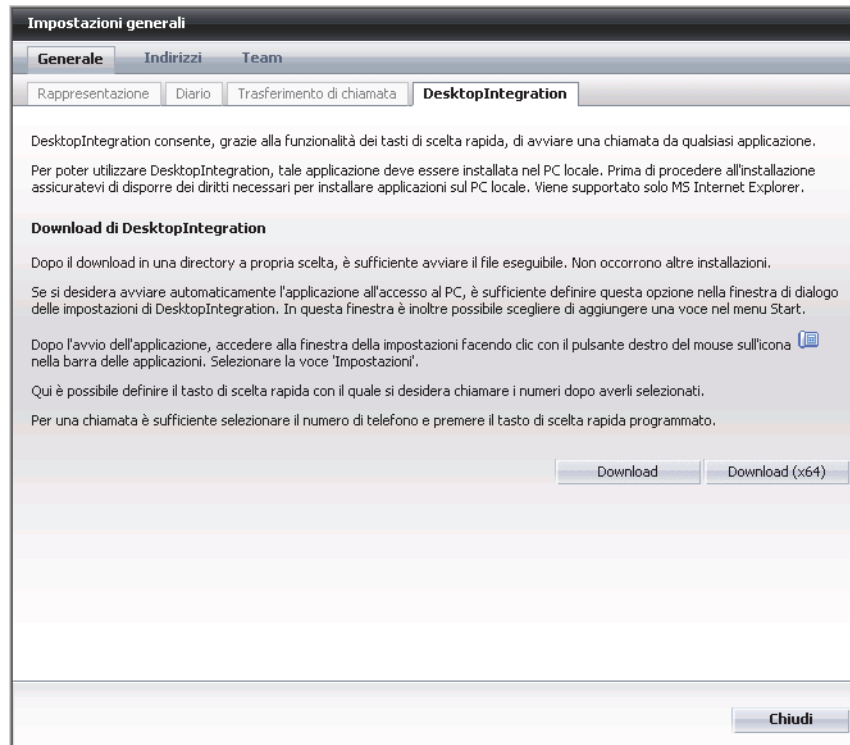 Impostazioni generali
Generale Indirizzi Team
Rappresentazione Diario Trasferimento di chiamata DesktopIntegration
DesktopIntegration consente, grazie alla funzionalità dei tasti di scelta rapida, di avviare una chiamata da qualsiasi applicazione.
Per poter utilizzare DesktopIntegration, tale applicazione deve essere installata nel PC locale. Prima di procedere all'installazione
assicuratevi di disporre dei diritti necessari per installare applicazioni sul PC locale. Viene supportato solo MS Internet Explorer.
Download di DesktopIntegration
Dopo il download in una directory a propria scelta, è sufficiente avviare il file eseguibile. Non occorrono altre installazioni.
Se si desidera avviare automaticamente l'applicazione all'accesso al PC, è sufficiente definire questa opzione nella finestra di dialogo
delle impostazioni di DesktopIntegration. In questa finestra è inoltre possibile scegliere di aggiungere una voce nel menu Start.
Dopo l'avvio dell'applicazione, accedere alla finestra della impostazioni facendo clic con il pulsante destro del mouse sull'icona
nella barra delle applicazioni. Selezionare la voce 'Impostazioni'.
Qui è possibile definire il tasto di scelta rapida con il quale si desidera chiamare i numeri dopo averli selezionati.
Per una chiamata è sufficiente selezionare il numero di telefono e premere il tasto di scelta rapida programmato.
Download Download (x64)
Chiudi